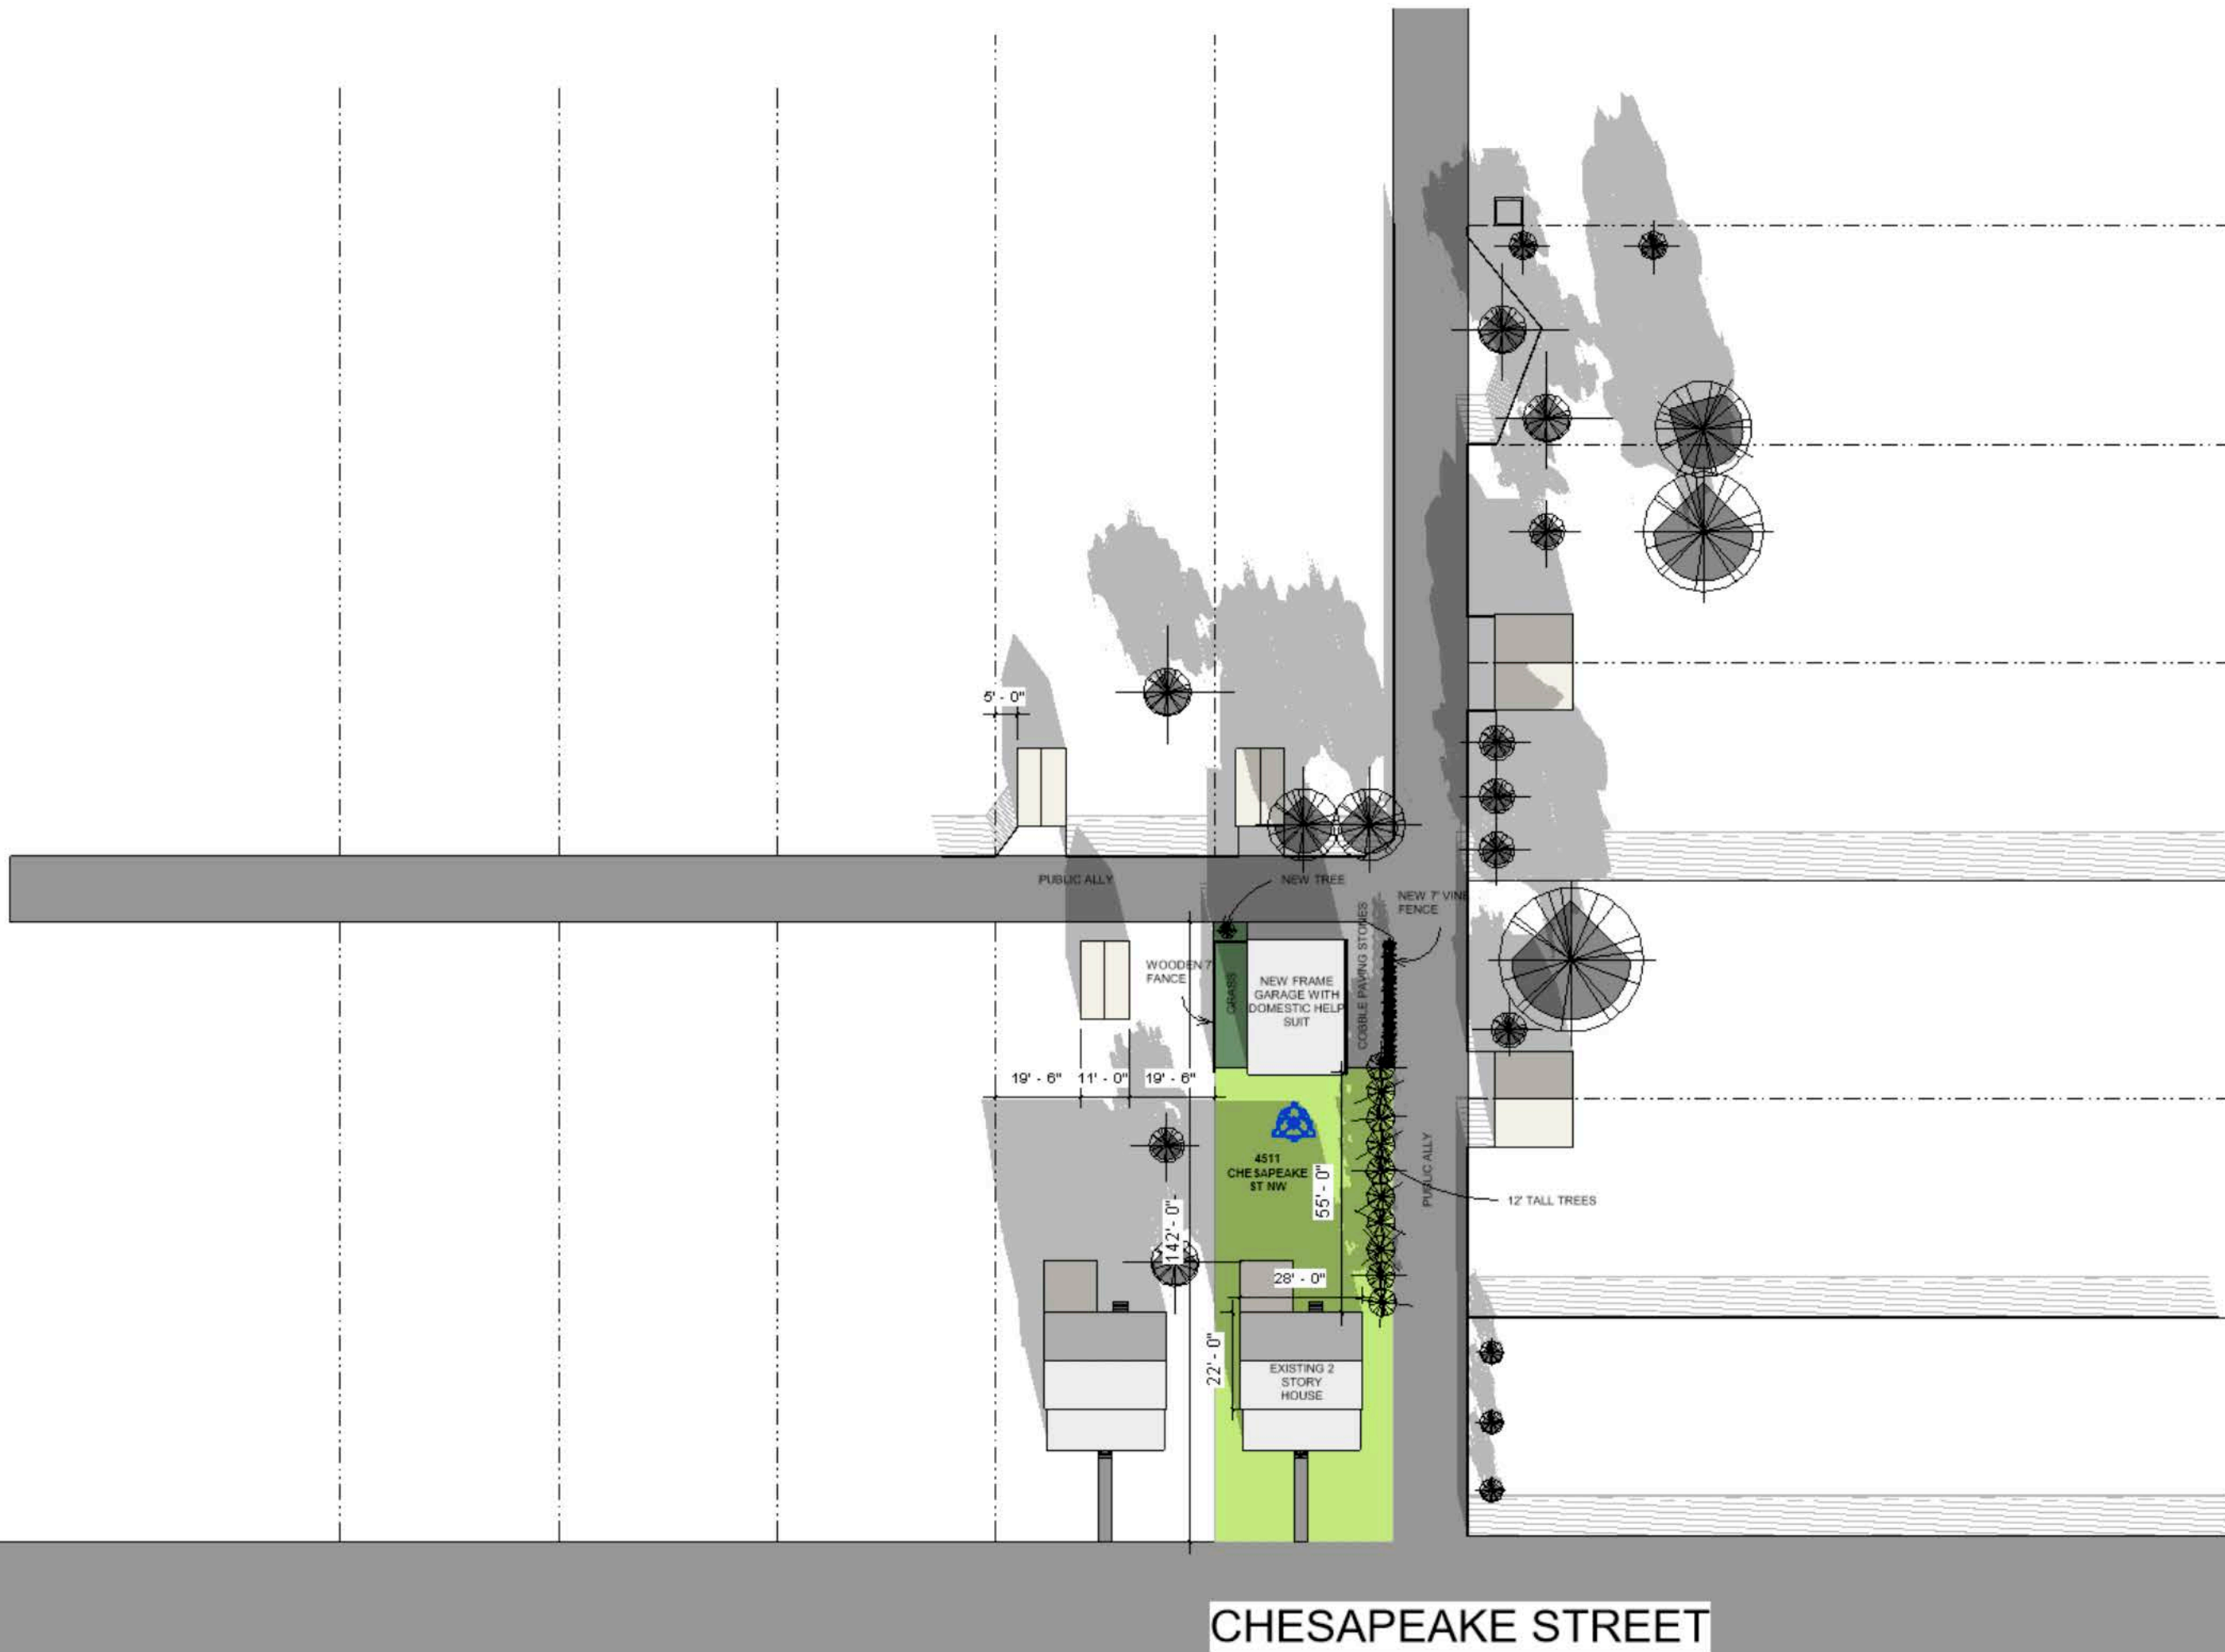 5' - 0"
PUBLIC ALLY
NEW TREE
NEW 7' VINE
FENCE
COBBLE PAVING STONES
WOODEN 7'
FANCE
GRASS
NEW FRAME
GARAGE WITH
DOMESTIC HELP
SUIT
19' - 6"
11' - 0"
19' - 6"
4511
CHESAPEAKE
ST NW
55' - 0"
PUBLIC ALLY
12' TALL TREES
142' - 0"
28' - 0"
22' - 0"
EXISTING 2
STORY
HOUSE
CHESAPEAKE STREET